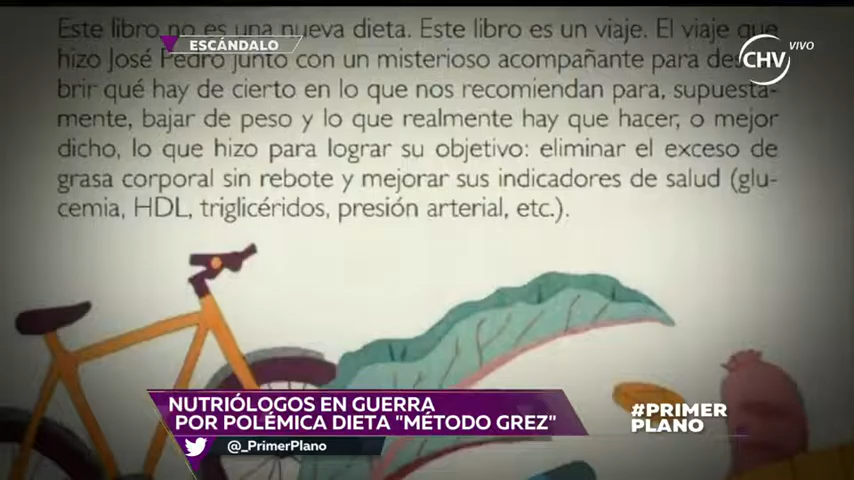 Este libro no es una nueva dieta. Este libro es un viaje. El viaje que
ESCÁNDALO
hizo José Pedro junto con un misterioso acompañante para des
CHV VIVO
brir qué hay de cierto en lo que nos recomiendan para, supuesta-
mente, bajar de peso y lo que realmente hay que hacer, o mejor
dicho, lo que hizo para lograr su objetivo: eliminar el exceso de
grasa corporal sin rebote y mejorar sus indicadores de salud (glu-
cemia, HDL, triglicéridos, presión arterial, etc.).
NUTRIÓLOGOS EN GUERRA
POR POLÉMICA DIETA "MÉTODO GREZ"
@_PrimerPlano
#PRIMER
PLANO